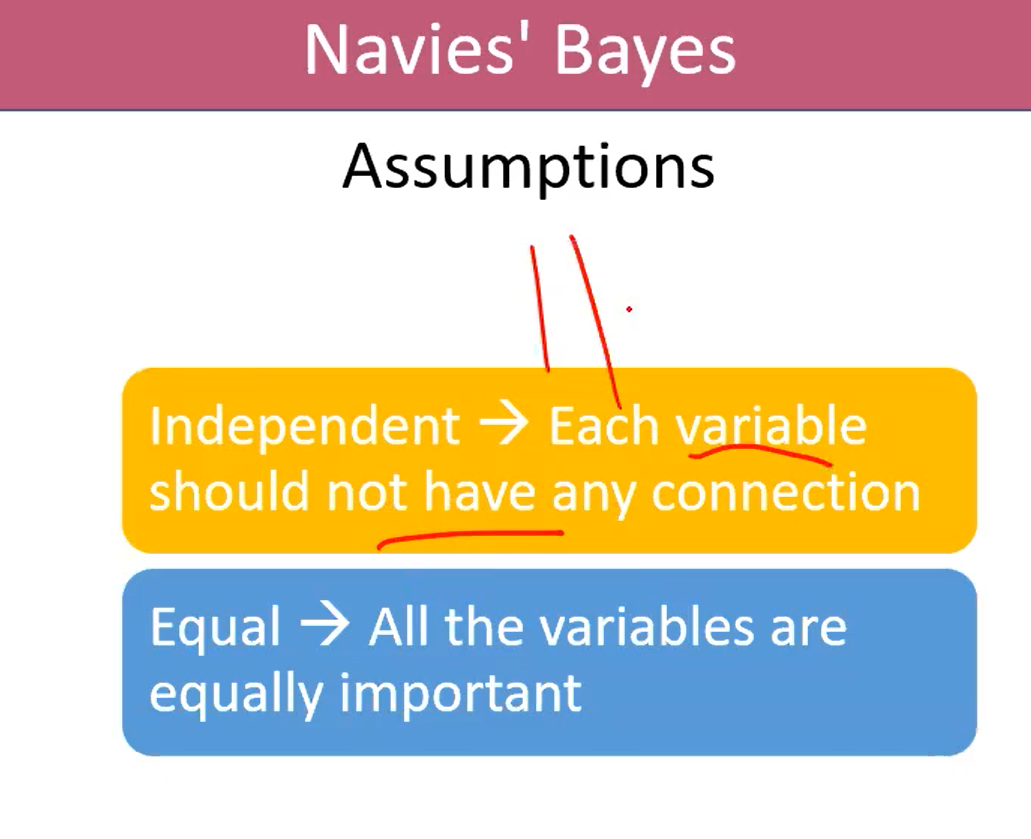 Navies' Bayes
Assumptions
Independent → Each variable
should not have any connection
Equal → All the variables are
equally important